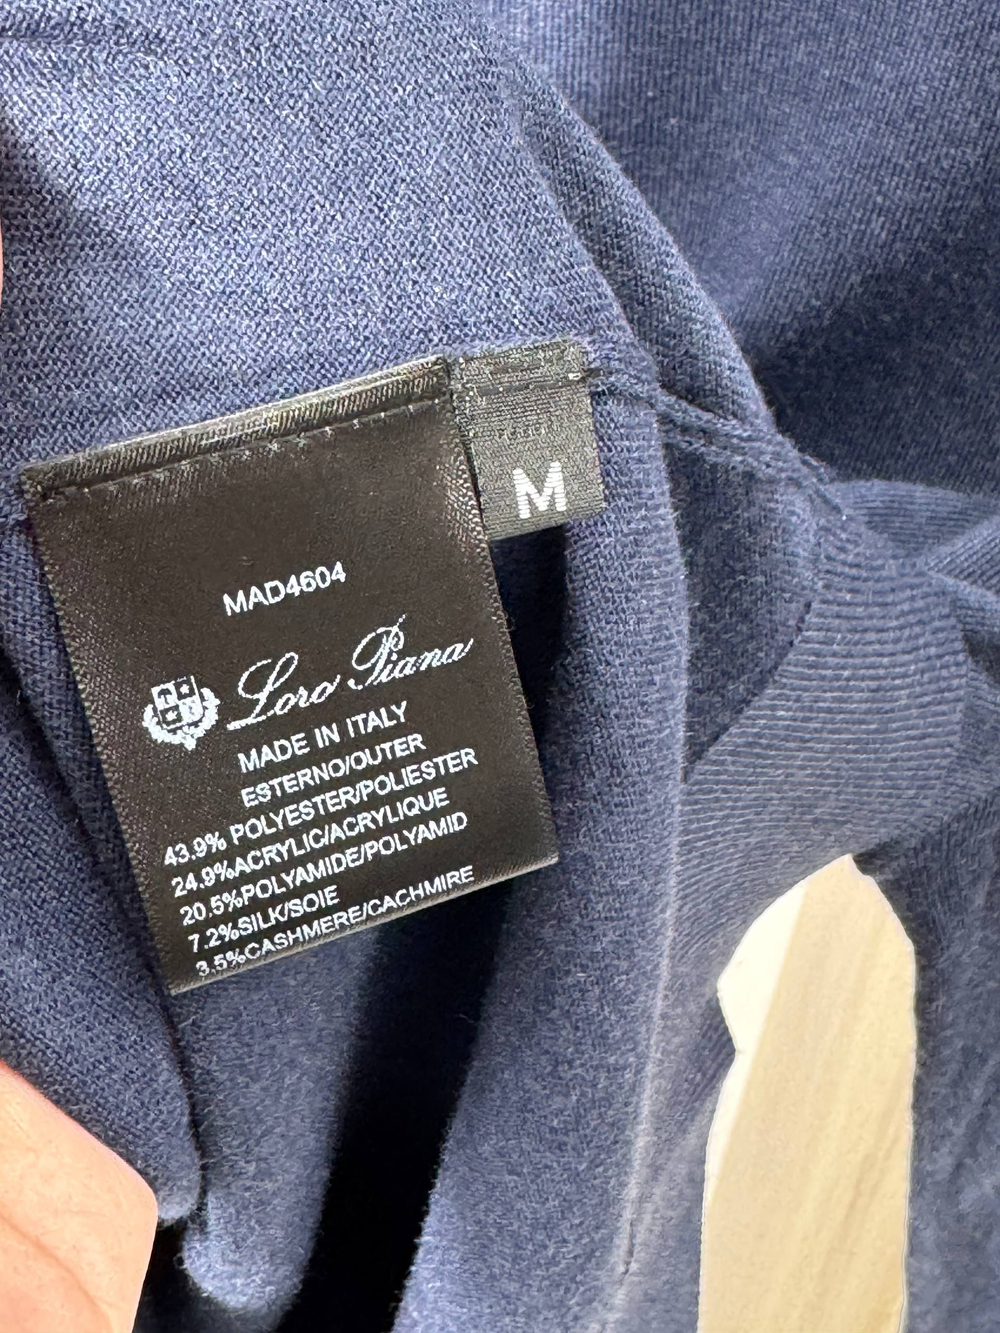 M
MAD4604
Loro Piana
MADE IN ITALY
ESTERNO/OUTER
43.9% POLYESTER/POLIESTER
24.9%ACRYLIC/ACRYLIQUE
20.5%POLYAMIDE/POLYAMID
7.2%SILK/SOIE
3.5%CASHMERE/CACHMIRE